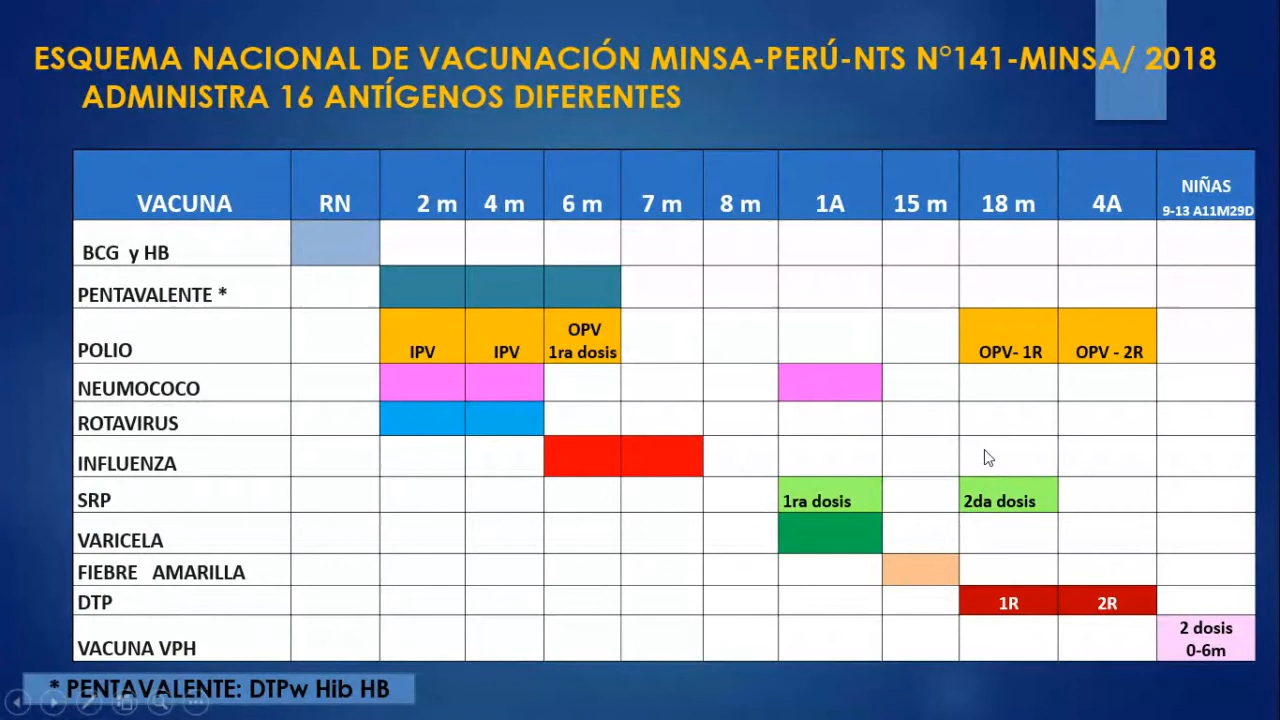 ESQUEMA NACIONAL DE VACUNACIÓN MINSA-PERÚ-NTS N°141-MINSA/ 2018
ADMINISTRA 16 ANTÍGENOS DIFERENTES
VACUNA RN 2 m 4 m 6 m 7 m 8 m 1A 15 m 18 m 4A NIÑAS
9-13 A11M29D
BCG y HB
PENTAVALENTE *
POLIO IPV IPV OPV
1ra dosis OPV- 1R OPV - 2R
NEUMOCOCO
ROTAVIRUS
INFLUENZA
SRP 1ra dosis 2da dosis
VARICELA
FIEBRE AMARILLA
DTP 1R 2R
VACUNA VPH 2 dosis
0-6m
* PENTAVALENTE: DTPw Hib HB